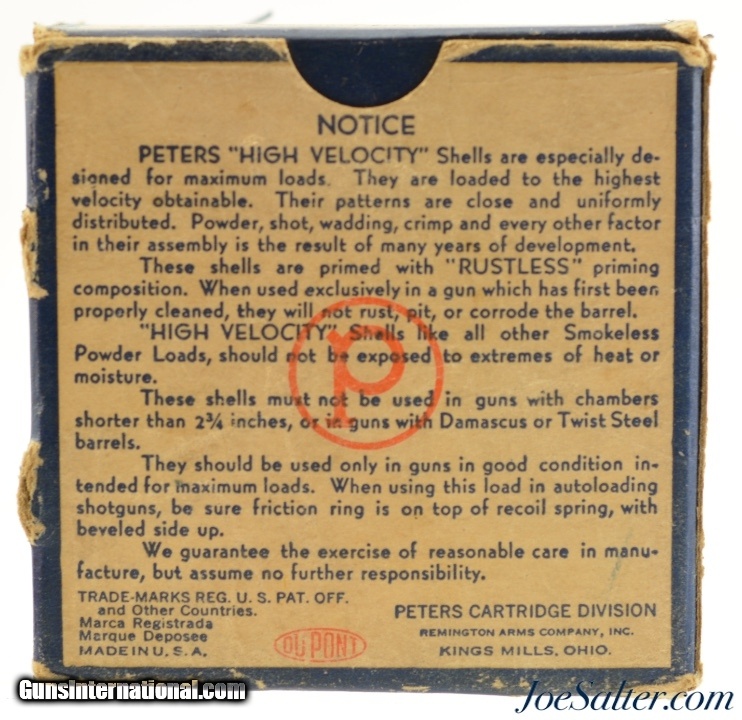 NOTICE
PETERS "HIGH VELOCITY" Shells are especially de-
signed for maximum loads. They are loaded to the highest
velocity obtainable. Their patterns are close and uniformly
distributed. Powder, shot, wadding, crimp and every other factor
in their assembly is the result of many years of development.
These shells are primed with "RUSTLESS" priming
composition. When used exclusively in a gun which has first been
properly cleaned, they will not rust, pit, or corrode the barrel.
"HIGH VELOCITY" Shells like all other Smokeless
Powder Loads, should not be exposed to extremes of heat or
moisture.
p
These shells must not be used in guns with chambers
shorter than 2¾ inches, or in guns with Damascus or Twist Steel
barrels.
They should be used only in guns in good condition in-
tended for maximum loads. When using this load in autoloading
shotguns, be sure friction ring is on top of recoil spring, with
beveled side up.
We guarantee the exercise of reasonable care in manu-
facture, but assume no further responsibility.
TRADE-MARKS REG. U. S. PAT. OFF.
and Other Countries.
Marca Registrada
Marque Deposee
MADE IN U. S. A.
DU PONT
PETERS CARTRIDGE DIVISION
REMINGTON ARMS COMPANY, INC.
KINGS MILLS, OHIO.
GunsInternational.com
JoeSalter.com